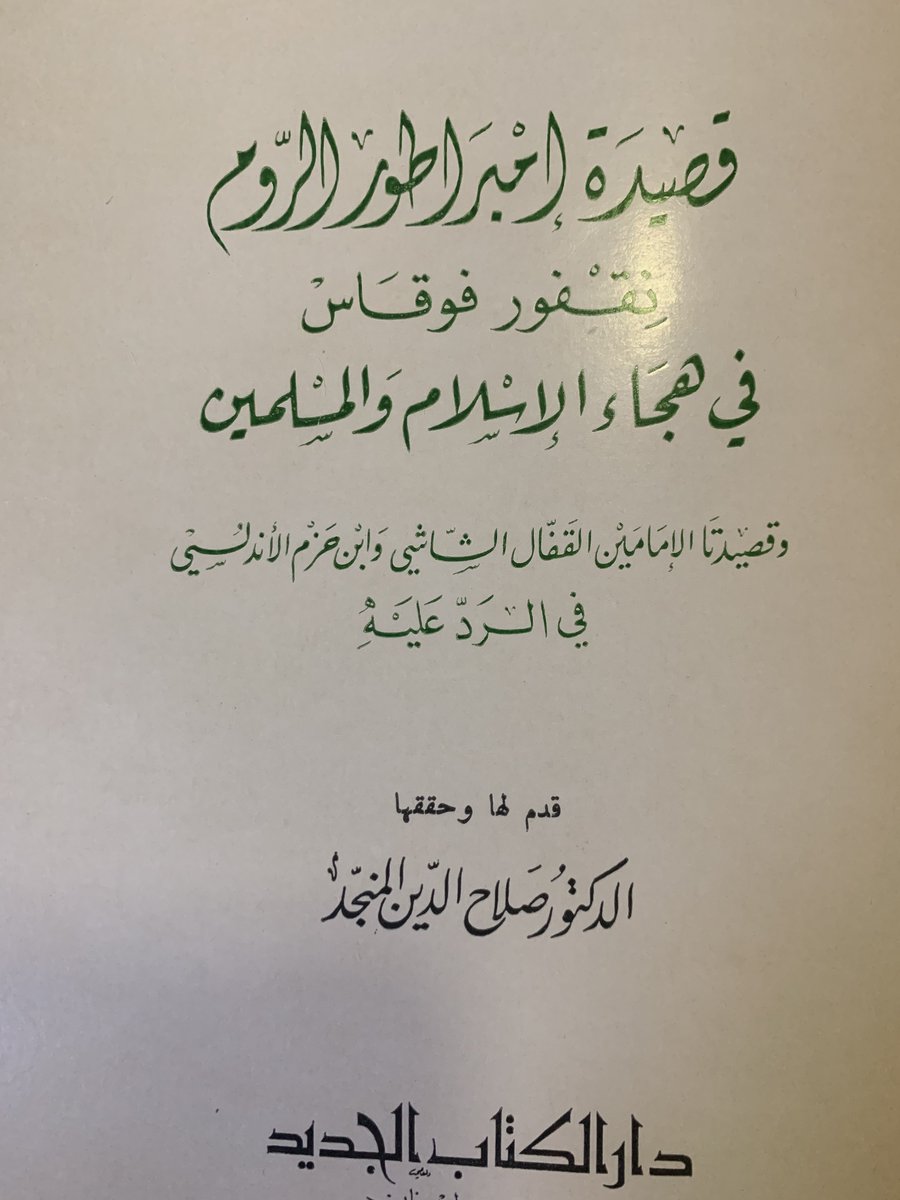 قصيدة إمبراطور الروم
نقفور فوقاس
في هجاء الإسلام والمسلمين
وقصيدتا الإمامين القفال الشاشي وابن حزم الأندلسي
في الرد عليه
قدم لها وحققها
الدكتور صلاح الدين المنجد
دار الكتاب الجديد